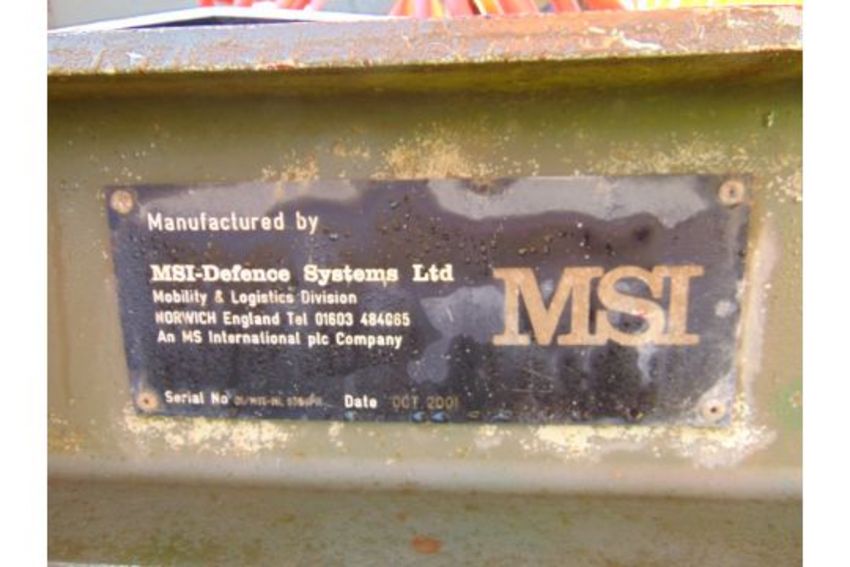 Manufactured by
MSI-Defence Systems Ltd
Mobility & Logistics Division
NORWICH England Tel 01603 484065
An MS International plc Company
MSI
Serial No Date OCT 2001